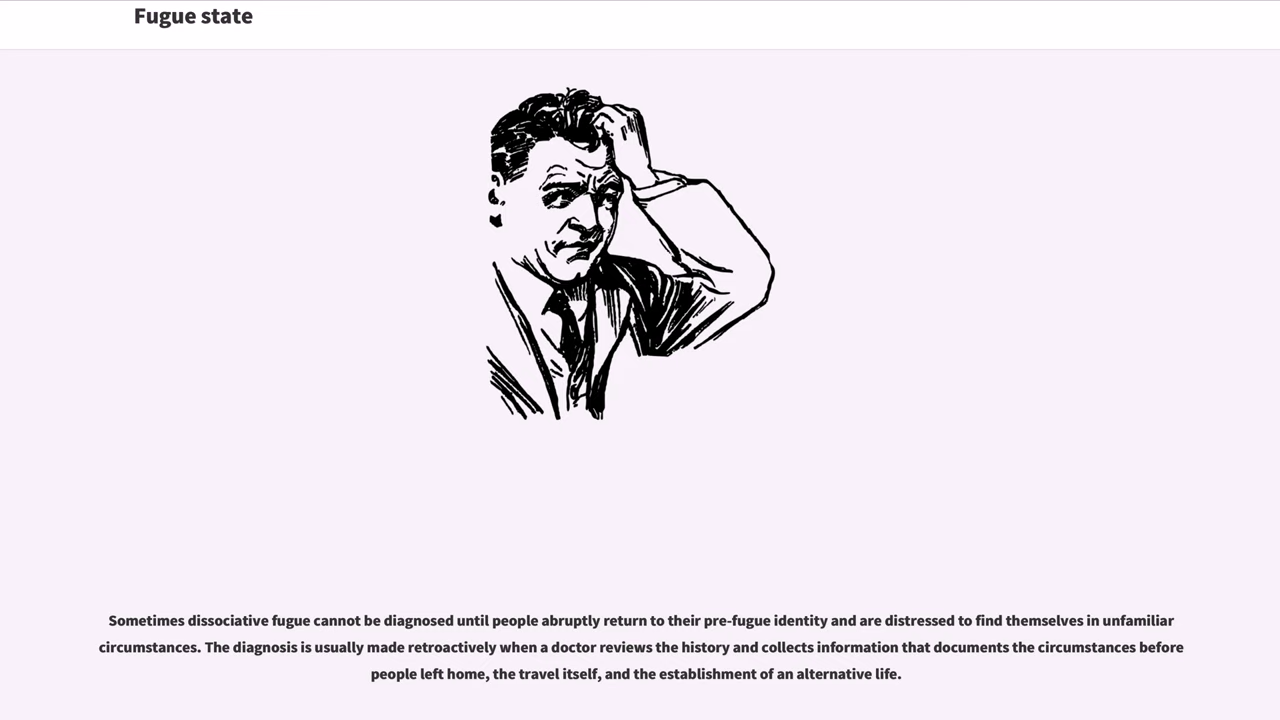 Fugue state
Sometimes dissociative fugue cannot be diagnosed until people abruptly return to their pre-fugue identity and are distressed to find themselves in unfamiliar
circumstances. The diagnosis is usually made retroactively when a doctor reviews the history and collects information that documents the circumstances before
people left home, the travel itself, and the establishment of an alternative life.